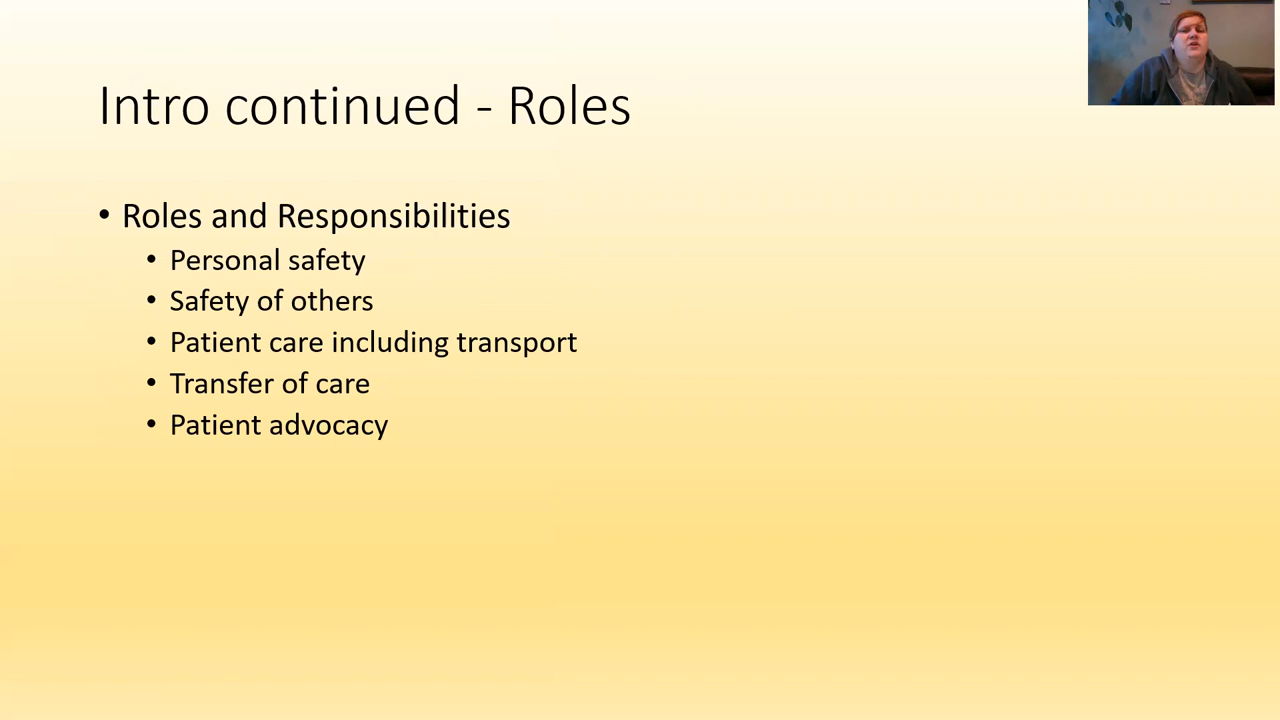 Intro continued - Roles
• Roles and Responsibilities
• Personal safety
• Safety of others
• Patient care including transport
• Transfer of care
• Patient advocacy